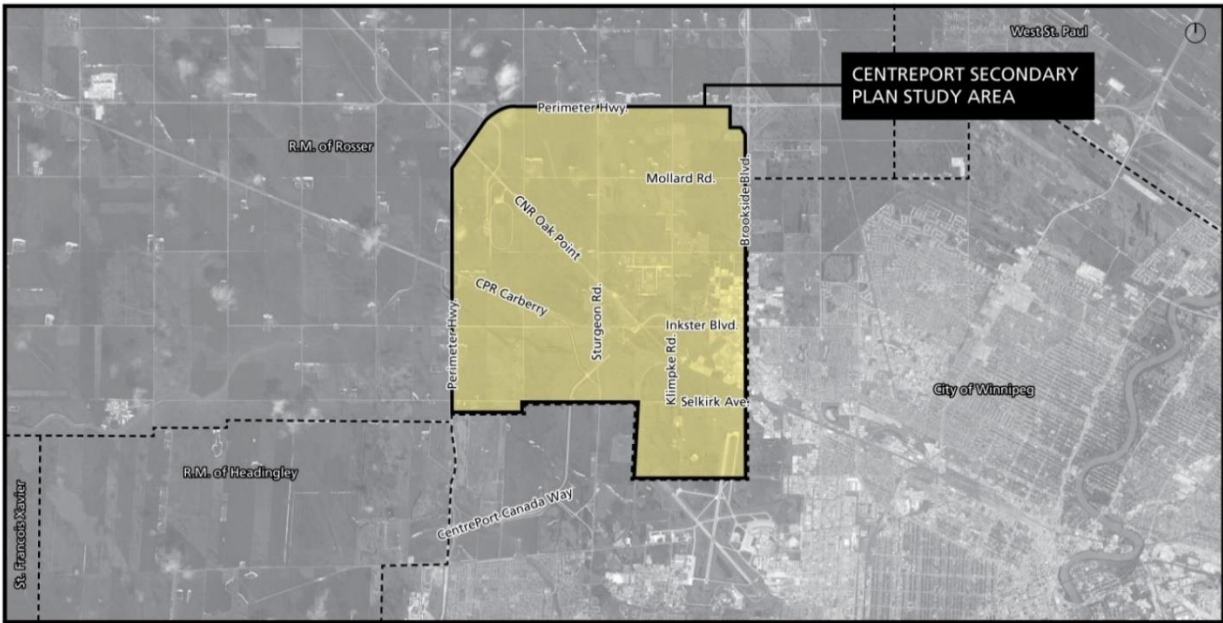 West St. Paul
CENTREPORT SECONDARY
PLAN STUDY AREA
Perimeter Hwy.
R.M. of Rosser
Mollard Rd.
Brookside Blvd.
CNR Oak Point
CPR Carberry
Sturgeon Rd.
Perimeter Hwy.
Inkster Blvd.
Klimpke Rd.
Selkirk Ave.
City of Winnipeg
R.M. of Headingley
St. Francois Xavier
CentrePort Canada Way